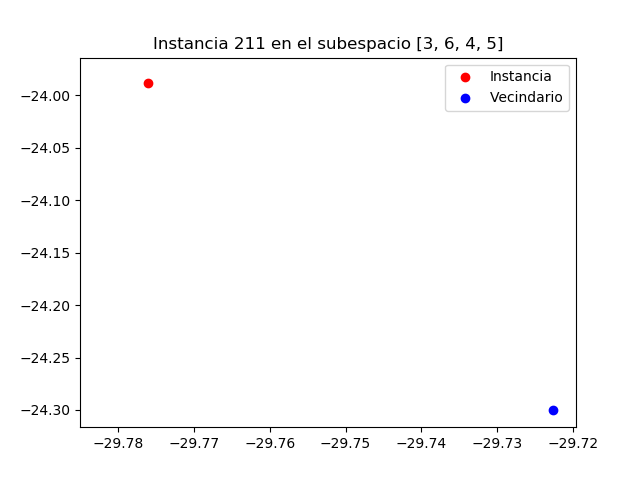 Instancia 211 en el subespacio [3, 6, 4, 5]
Instancia
Vecindario
−24.00
−24.05
−24.10
−24.15
−24.20
−24.25
−24.30
−29.78 −29.77 −29.76 −29.75 −29.74 −29.73 −29.72